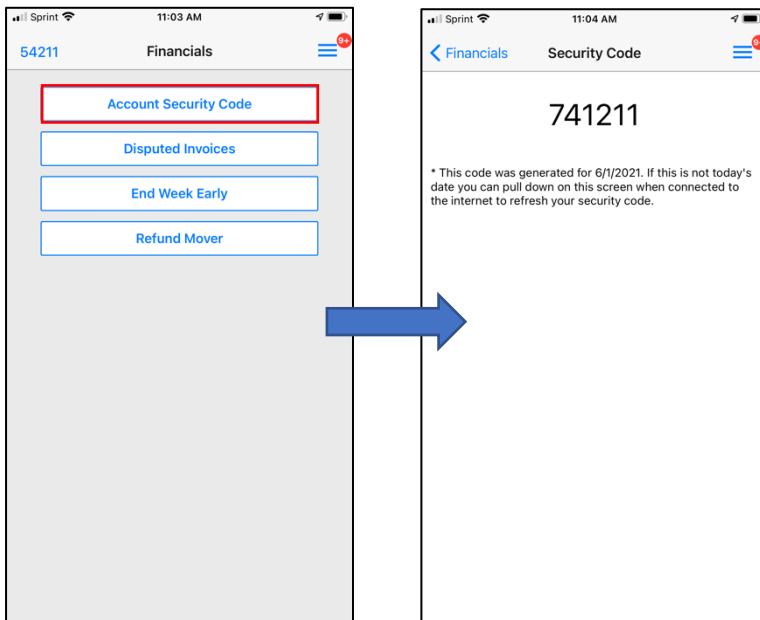 Sprint
11:03 AM
54211
Financials
9+
Account Security Code
Disputed Invoices
End Week Early
Refund Mover
Sprint
11:04 AM
Financials
Security Code
741211
* This code was generated for 6/1/2021. If this is not today's
date you can pull down on this screen when connected to
the internet to refresh your security code.